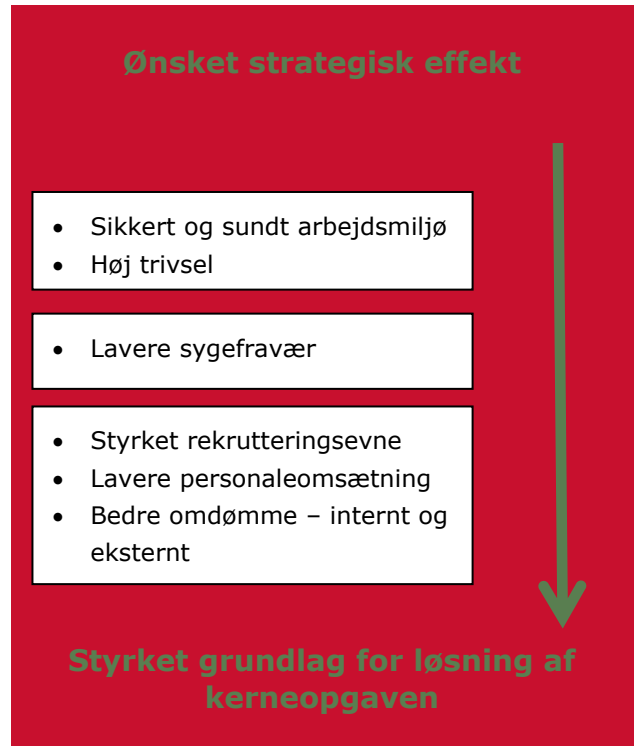 Ønsket strategisk effekt
• Sikkert og sundt arbejdsmiljø
• Høj trivsel
• Lavere sygefravær
• Styrket rekrutteringsevne
• Lavere personaleomsætning
• Bedre omdømme – internt og
eksternt
Styrket grundlag for løsning af
kerneopgaven